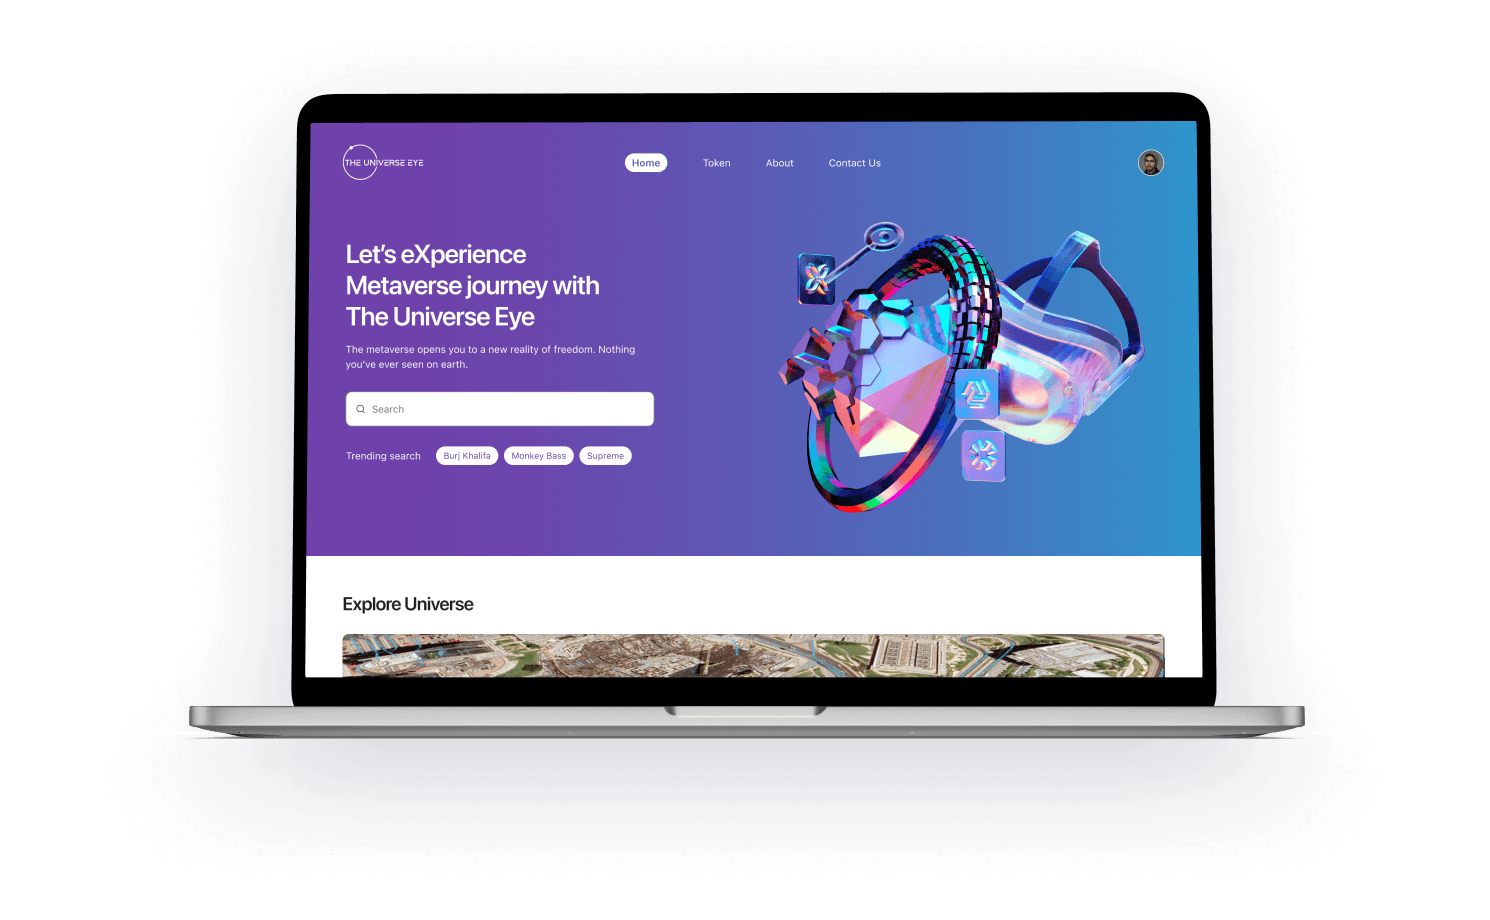 THE UNIVERSE EYE
Home
Token
About
Contact Us
Let's eXperience
Metaverse journey with
The Universe Eye
The metaverse opens you to a new reality of freedom. Nothing
you've ever seen on earth.
Search
Trending search
Burj Khalifa
Monkey Bass
Supreme
Explore Universe